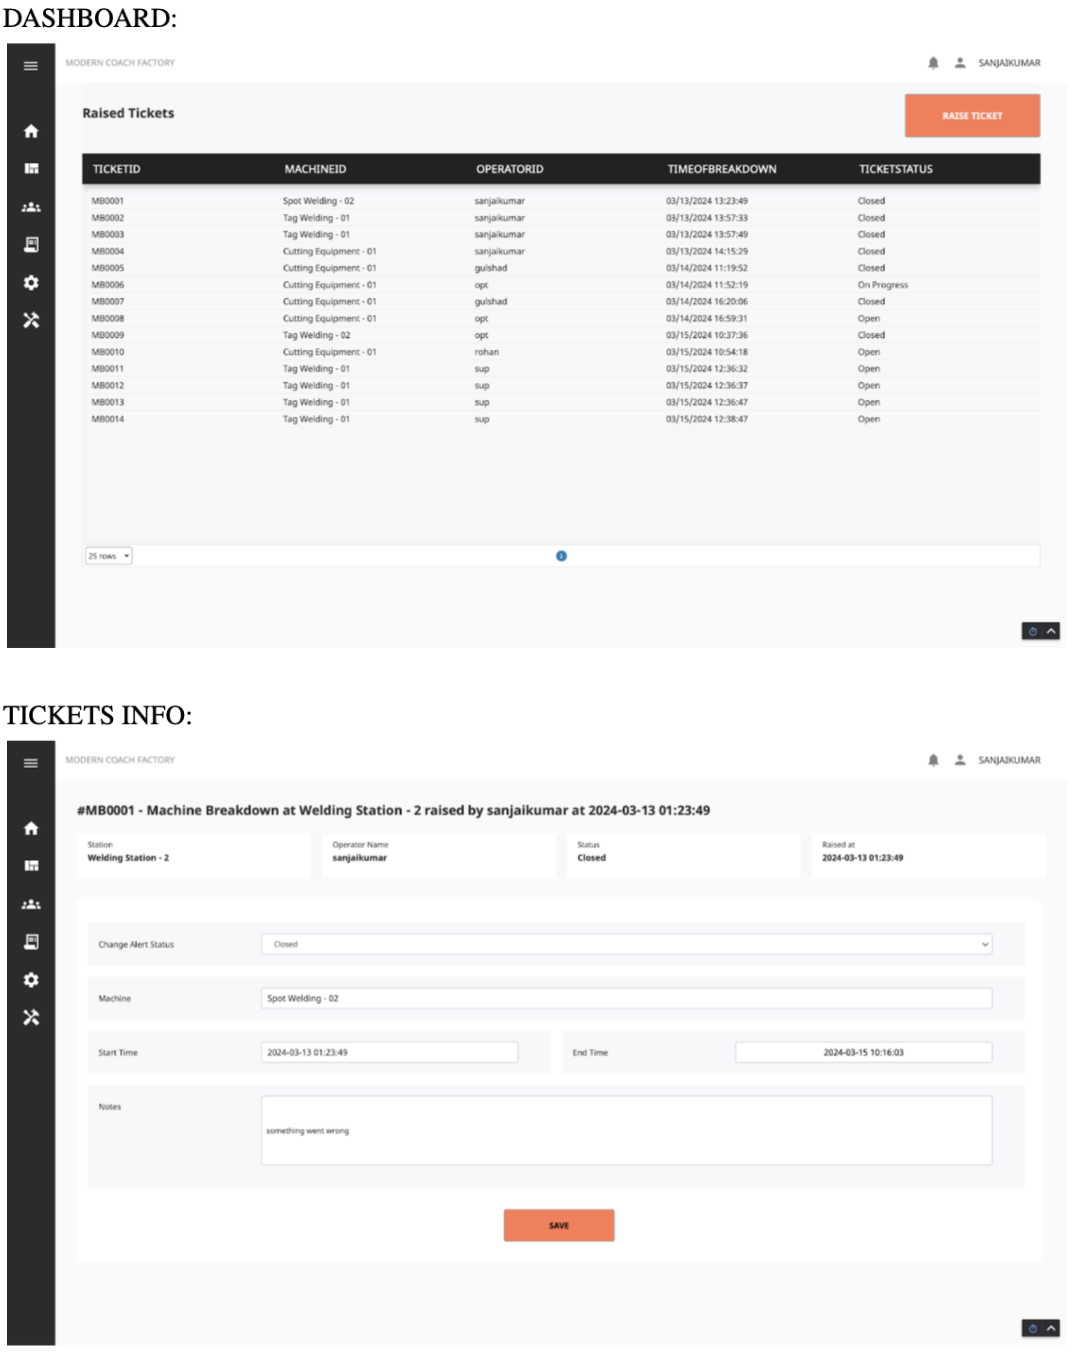 DASHBOARD:
MODERN COACH FACTORY SANJAIKUMAR
Raised Tickets RAISE TICKET
TICKETID MACHINEID OPERATORID TIMEOFBREAKDOWN TICKETSTATUS
MB0001 Spot Welding - 02 sanjaikumar 03/13/2024 13:23:49 Closed
MB0002 Tag Welding - 01 sanjaikumar 03/13/2024 13:57:33 Closed
MB0003 Tag Welding - 01 sanjaikumar 03/13/2024 13:57:49 Closed
MB0004 Cutting Equipment - 01 sanjaikumar 03/13/2024 14:15:29 Closed
MB0005 Cutting Equipment - 01 gulshad 03/14/2024 11:19:52 Closed
MB0006 Cutting Equipment - 01 opt 03/14/2024 11:52:19 On Progress
MB0007 Cutting Equipment - 01 gulshad 03/14/2024 16:20:06 Closed
MB0008 Cutting Equipment - 01 opt 03/14/2024 16:59:31 Open
MB0009 Tag Welding - 02 opt 03/15/2024 10:37:36 Closed
MB0010 Cutting Equipment - 01 rohan 03/15/2024 10:54:18 Open
MB0011 Tag Welding - 01 sup 03/15/2024 12:36:32 Open
MB0012 Tag Welding - 01 sup 03/15/2024 12:36:37 Open
MB0013 Tag Welding - 01 sup 03/15/2024 12:36:47 Open
MB0014 Tag Welding - 01 sup 03/15/2024 12:38:47 Open
25 rows 1
TICKETS INFO:
MODERN COACH FACTORY SANJAIKUMAR
#MB0001 - Machine Breakdown at Welding Station - 2 raised by sanjaikumar at 2024-03-13 01:23:49
Station Operator Name Status Raised at
Welding Station - 2 sanjaikumar Closed 2024-03-13 01:23:49
Change Alert Status Closed
Machine Spot Welding - 02
Start Time 2024-03-13 01:23:49 End Time 2024-03-15 10:16:03
Notes
something went wrong
SAVE